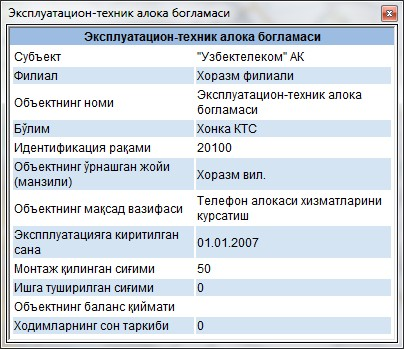 Эксплуатацион-техник алока богламаси
Эксплуатацион-техник алока богламаси
Субъект "Узбектелеком" АК
Филиал Хоразм филиали
Объектнинг номи Эксплуатацион-техник алока
богламаси
Бўлим Хонка КТС
Идентификация рақами 20100
Объектнинг ўрнашган жойи
(манзили) Хоразм вил.
Объектнинг мақсад вазифаси Телефон алокаси хизматларини
курсатиш
Экспплуатацияга киритилган
сана 01.01.2007
Монтаж қилинган сиғими 50
Ишга туширилган сиғими 0
Объектнинг баланс қиймати
Ходимларнинг сон таркиби 0